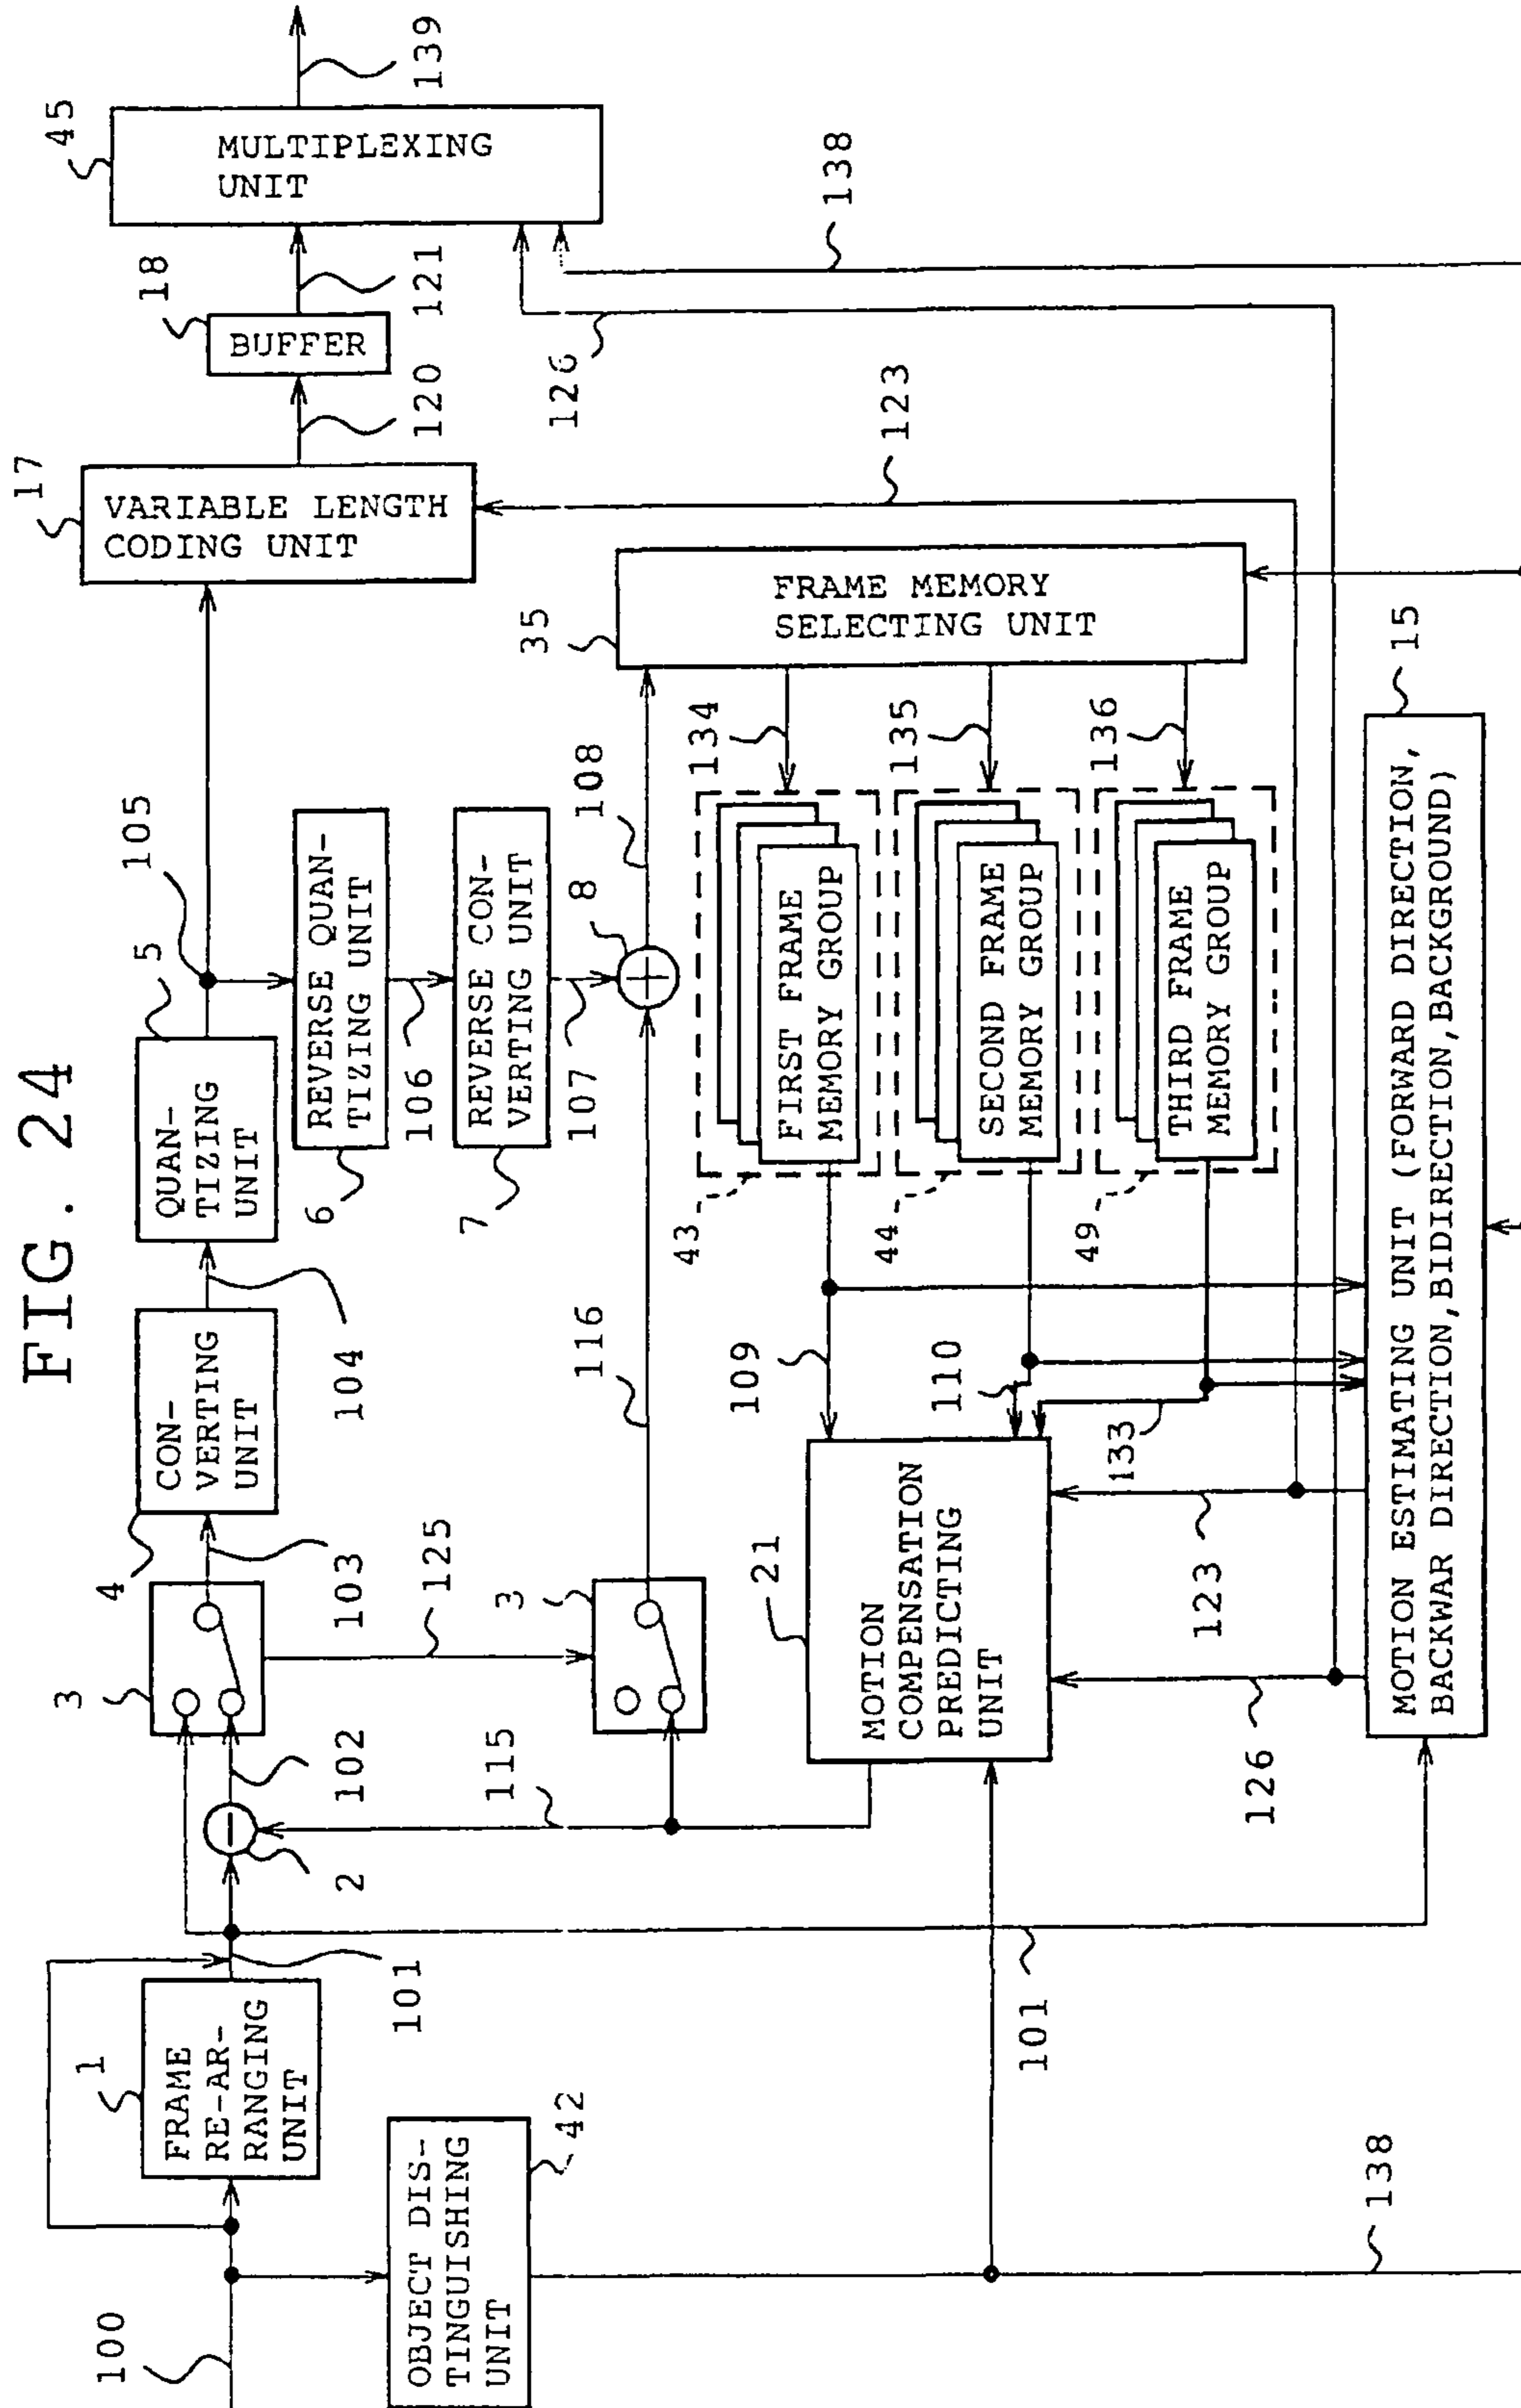 FIG. 24
100
1
FRAME
RE-AR-
RANGING
UNIT
101
OBJECT DIS-
TINGUISHING
UNIT
42
2
102
3
103
4
CON-
VERTING
UNIT
104
5
QUAN-
TIZING
UNIT
105
17
VARIABLE LENGTH
CODING UNIT
120
18
BUFFER
121
45
MULTIPLEXING
UNIT
139
6
REVERSE QUAN-
TIZING UNIT
106
7
REVERSE CON-
VERTING UNIT
107
8
108
125
3
116
115
35
FRAME MEMORY
SELECTING UNIT
134
135
136
FIRST FRAME
MEMORY GROUP
43
SECOND FRAME
MEMORY GROUP
44
THIRD FRAME
MEMORY GROUP
49
109
110
133
21
MOTION
COMPENSATION
PREDICTING
UNIT
123
126
123
126
138
101
138
15
MOTION ESTIMATING UNIT (FORWARD DIRECTION,
BACKWAR DIRECTION,BIDIRECTION,BACKGROUND)